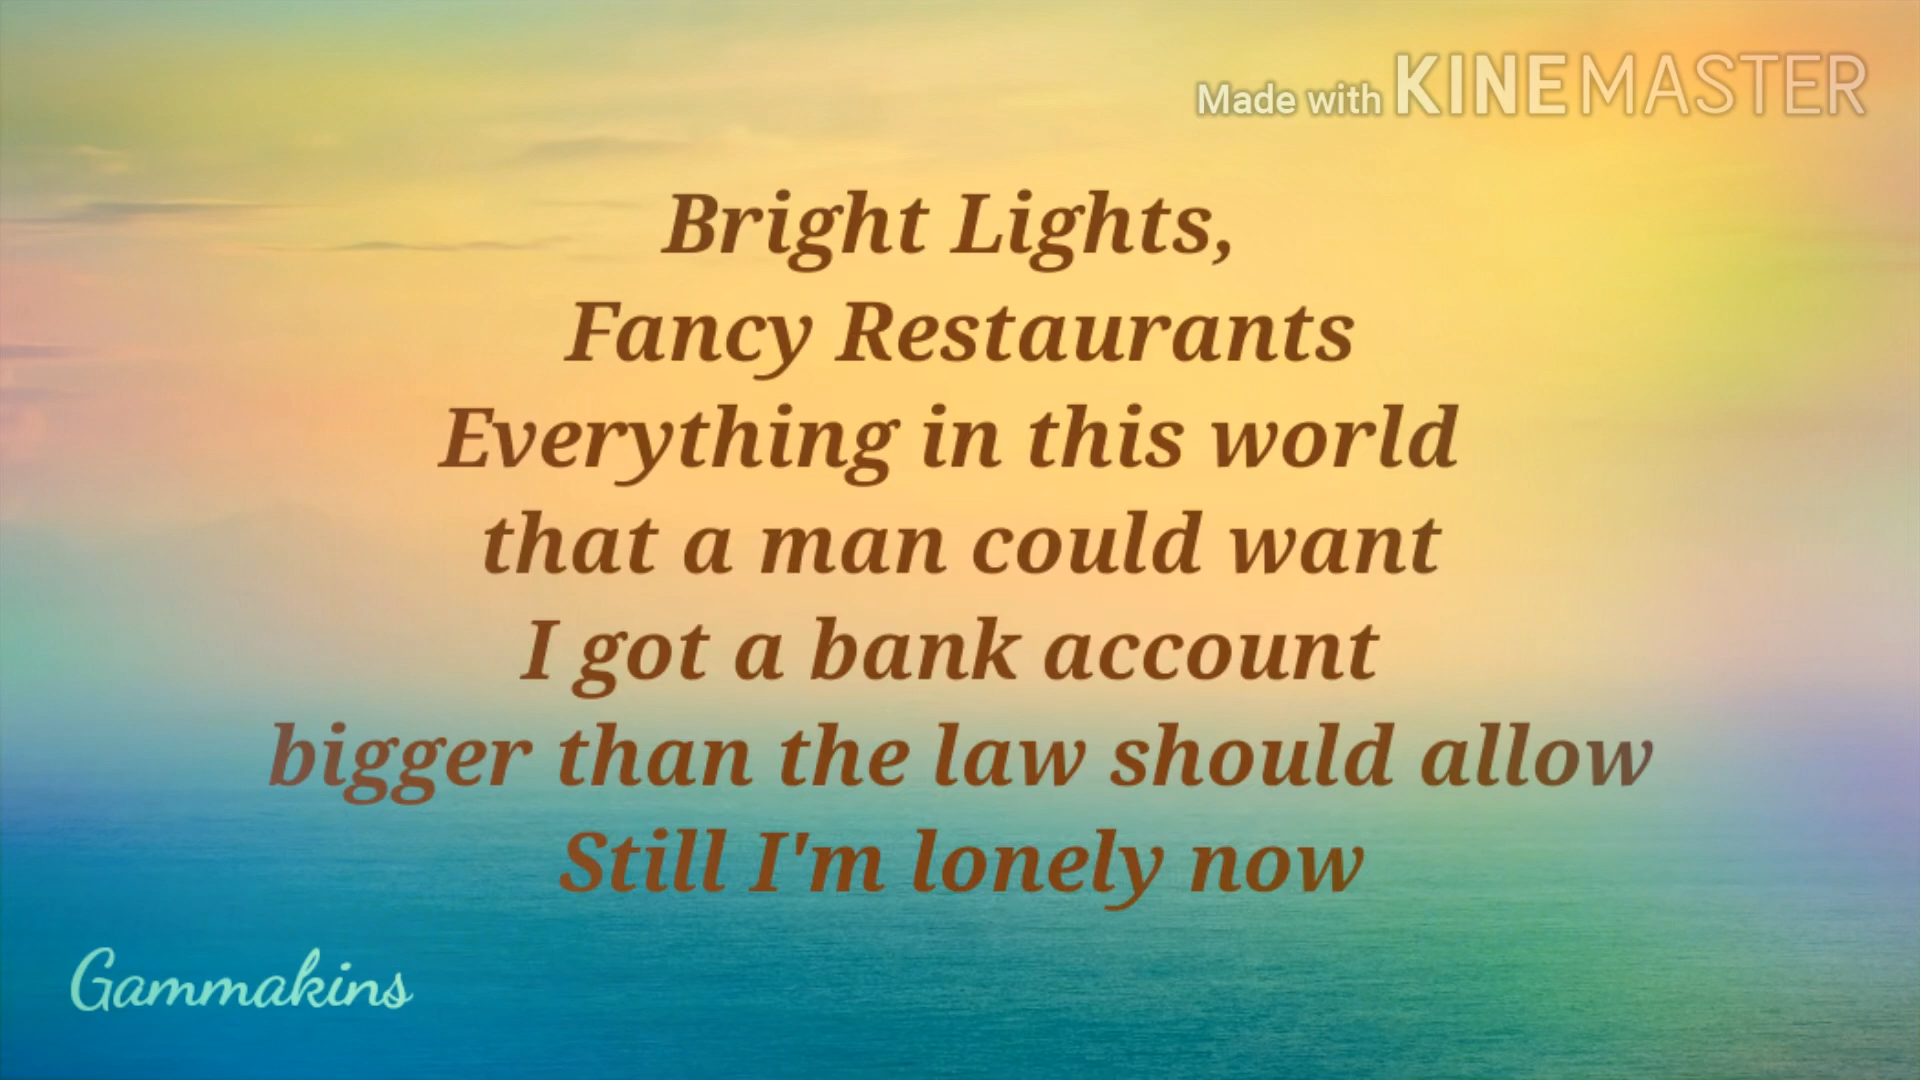 Made with KINEMASTER
Bright Lights,
Fancy Restaurants
Everything in this world
that a man could want
I got a bank account
bigger than the law should allow
Still I'm lonely now
Gammakins